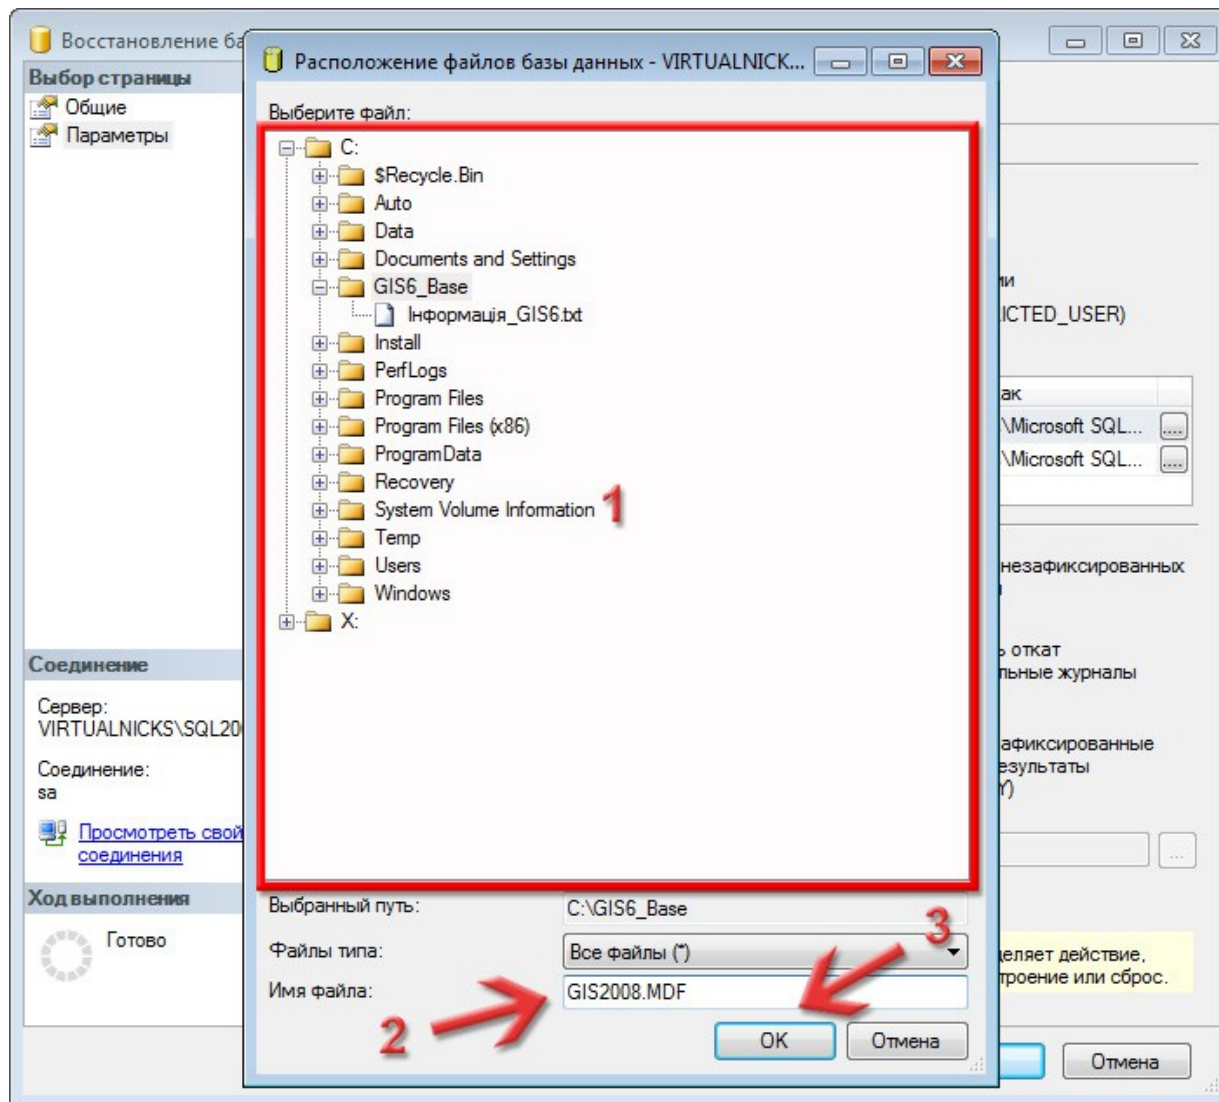 Восстановление ба
Выбор страницы
Общие
Параметры
Расположение файлов базы данных - VIRTUALNICK...
Выберите файл:
C:
$Recycle.Bin
Auto
Data
Documents and Settings
GIS6_Base
Інформація_GIS6.txt
Install
PerfLogs
Program Files
Program Files (x86)
ProgramData
Recovery
System Volume Information 1
Temp
Users
Windows
X:
ии
ICTED_USER)
ак
\Microsoft SQL... ....
\Microsoft SQL... ....
незафиксированных
ь откат
льные журналы
афиксированные
езультаты
Y)
...
еляет действие,
троение или сброс.
Соединение
Сервер:
VIRTUALNICKS\SQL20
Соединение:
sa
Просмотреть свой
соединения
Ход выполнения
Готово
Выбранный путь: C:\GIS6_Base
3
Файлы типа: Все файлы (*)
Имя файла: GIS2008.MDF
2
OK Отмена
Отмена